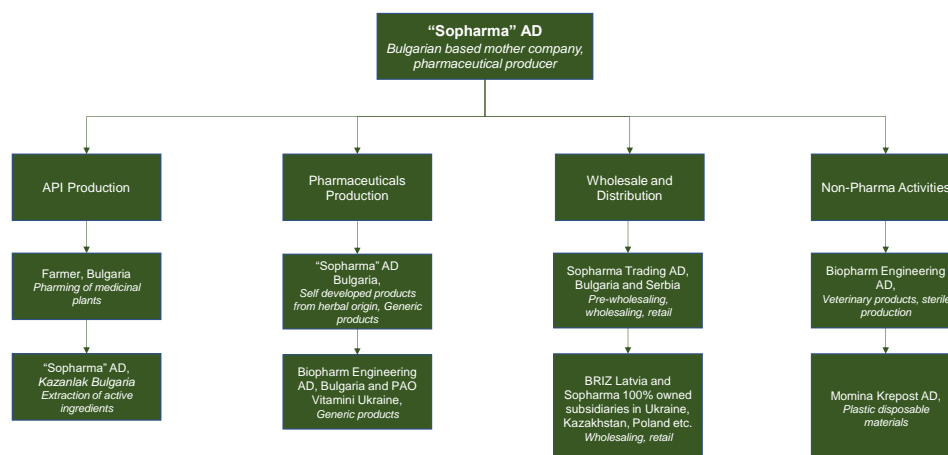 “Sopharma” AD
Bulgarian based mother company,
pharmaceutical producer
API Production
Pharmaceuticals
Production
Wholesale and
Distribution
Non-Pharma Activities
Farmer, Bulgaria
Pharming of medicinal
plants
“Sopharma” AD
Bulgaria,
Self developed products
from herbal origin, Generic
products
Sopharma Trading AD,
Bulgaria and Serbia
Pre-wholesaling,
wholesaling, retail
Biopharm Engineering
AD,
Veterinary products, sterile
production
“Sopharma” AD,
Kazanlak Bulgaria
Extraction of active
ingredients
Biopharm Engineering
AD, Bulgaria and PAO
Vitamini Ukraine,
Generic products
BRIZ Latvia and
Sopharma 100% owned
subsidiaries in Ukraine,
Kazakhstan, Poland etc.
Wholesaling, retail
Momina Krepost AD,
Plastic disposable
materials